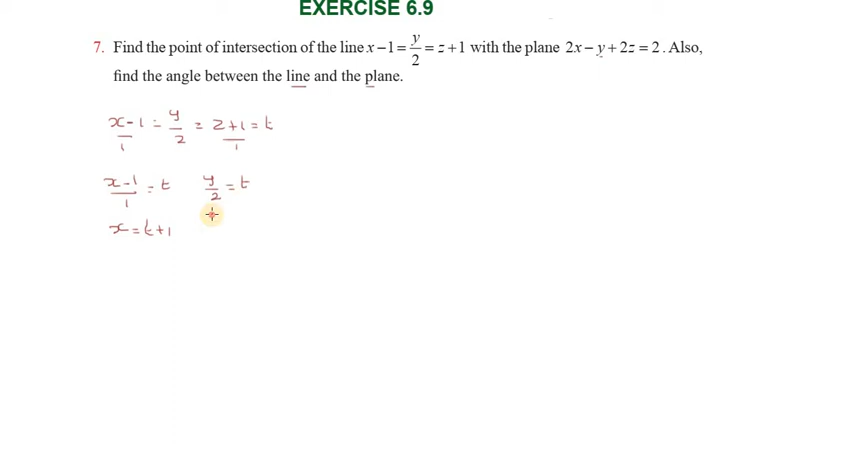 EXERCISE 6.9
7. Find the point of intersection of the line x − 1 = y/2 = z + 1 with the plane 2x − y + 2z = 2 . Also,
find the angle between the line and the plane.
x − 1/1 = y/2 = z + 1/1 = t
x − 1/1 = t y/2 = t
x = t + 1